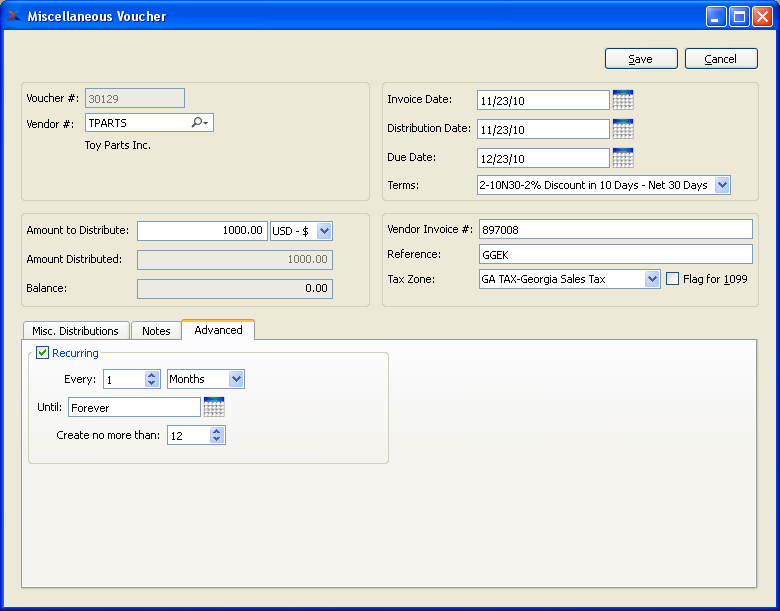 Miscellaneous Voucher
Save Cancel
Voucher #: 30129
Vendor #: TPARTS
Toy Parts Inc.
Invoice Date: 11/23/10
Distribution Date: 11/23/10
Due Date: 12/23/10
Terms: 2-10N30-2% Discount in 10 Days - Net 30 Days
Amount to Distribute: 1000.00 USD - $
Amount Distributed: 1000.00
Balance: 0.00
Vendor Invoice #: 897008
Reference: GGEK
Tax Zone: GA TAX-Georgia Sales Tax Flag for 1099
Misc. Distributions Notes Advanced
Recurring
Every: 1 Months
Until: Forever
Create no more than: 12